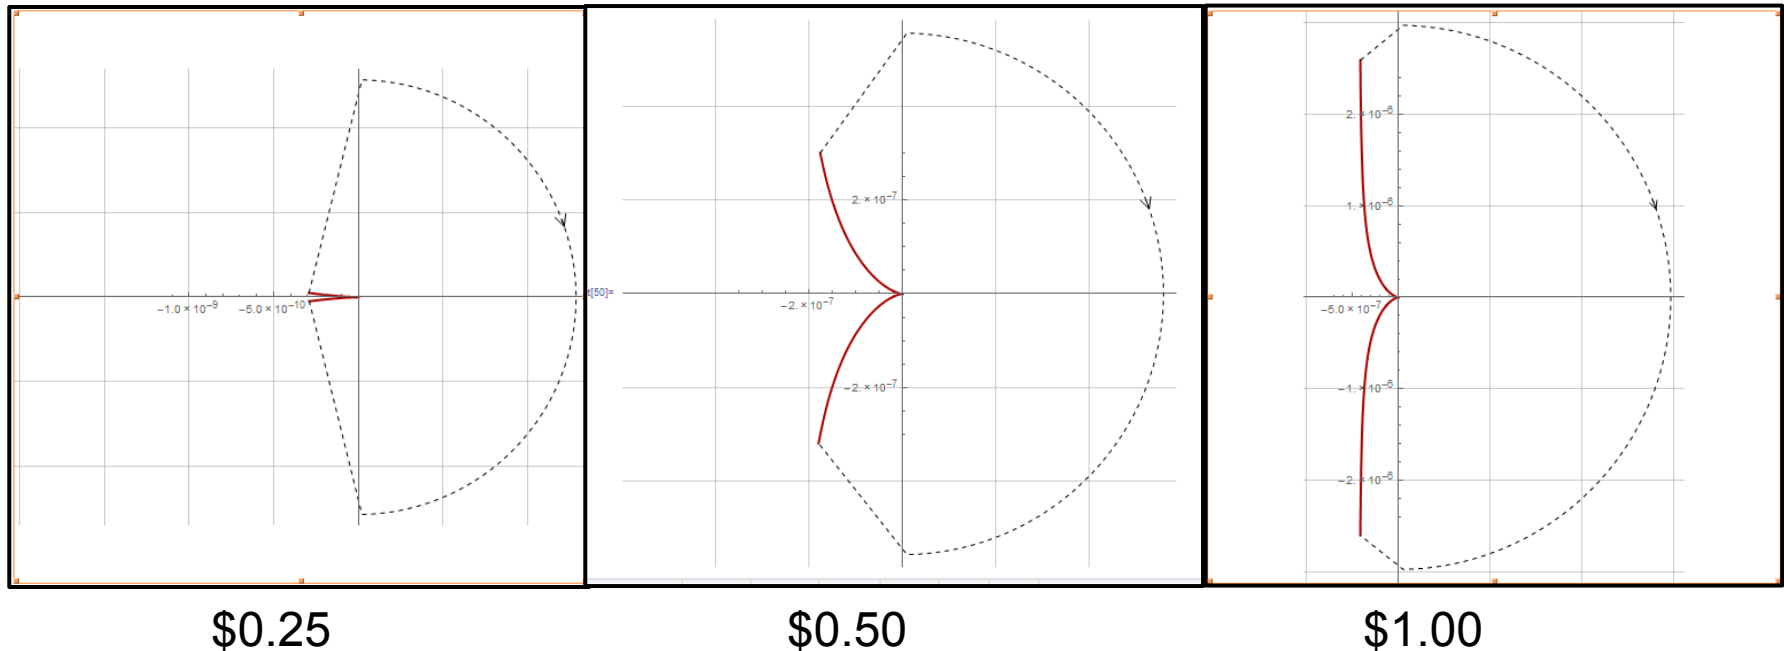 2. × 10⁻⁶
2. × 10⁻⁷
1. × 10⁻⁶
t[50]=
−1.0 × 10⁻⁹
−5.0 × 10⁻¹⁰
−2. × 10⁻⁷
−5.0 × 10⁻⁷
−2. × 10⁻⁷
−1. × 10⁻⁶
−2. × 10⁻⁶
$0.25
$0.50
$1.00